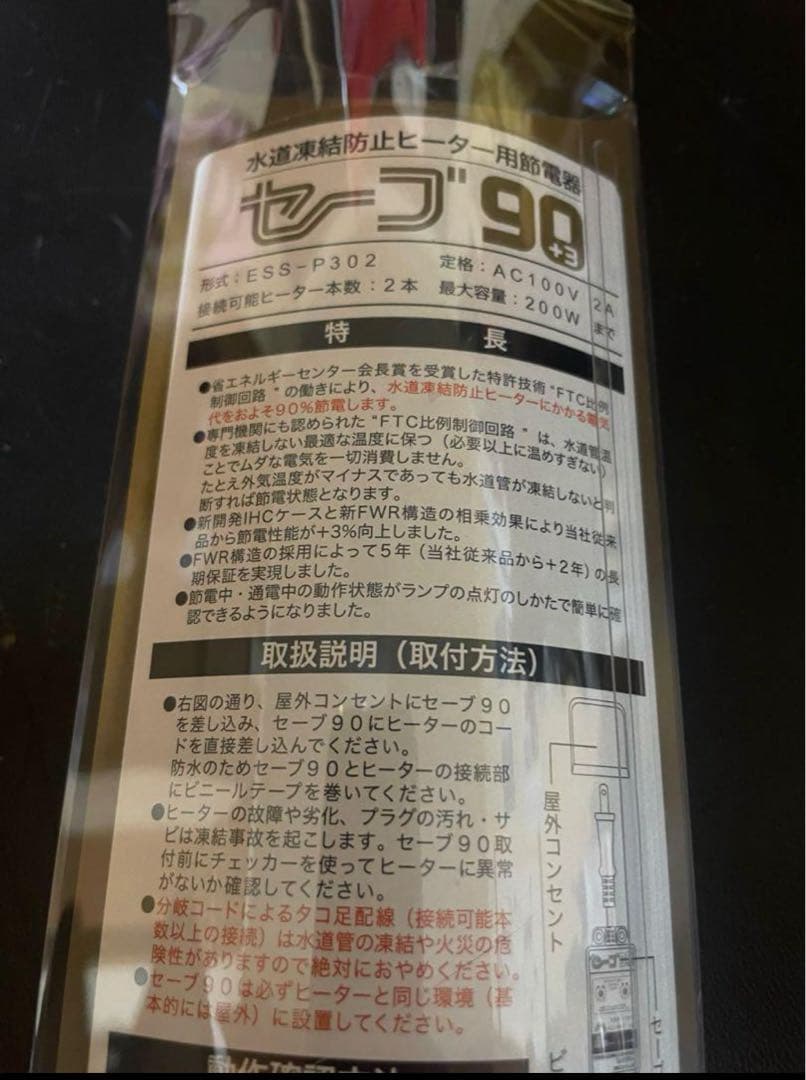 水道凍結防止ヒーター用節電器
セーブ90
+3
形式：ESS-P302 定格：AC100V 2A
接続可能ヒーター本数：2本 最大容量：200Wまで
特長
●省エネルギーセンター会長賞を受賞した特許技術“FTC比例
制御回路”の働きにより、水道凍結防止ヒーターにかかる電気
代をおよそ90％節電します。
●専門機関にも認められた“FTC比例制御回路”は、水道管温
度を凍結しない最適な温度に保つ（必要以上に温めすぎない）
ことでムダな電気を一切消費しません。
たとえ外気温度がマイナスであっても水道管が凍結しないと判
断すれば節電状態となります。
●新開発IHCケースと新FWR構造の相乗効果により当社従来
品から節電性能が＋3％向上しました。
●FWR構造の採用によって5年（当社従来品から＋2年）の長
期保証を実現しました。
●節電中・通電中の動作状態がランプの点灯のしかたで簡単に確
認できるようになりました。
取扱説明（取付方法）
●右図の通り、屋外コンセントにセーブ90
を差し込み、セーブ90にヒーターのコー
ドを直接差し込んでください。
防水のためセーブ90とヒーターの接続部
にビニールテープを巻いてください。
●ヒーターの故障や劣化、プラグの汚れ・サ
ビは凍結事故を起こします。セーブ90取
付前にチェッカーを使ってヒーターに異常
がないか確認してください。
●分岐コードによるタコ足配線（接続可能本
数以上の接続）は水道管の凍結や火災の危
険性がありますので絶対におやめください。
●セーブ90は必ずヒーターと同じ環境（基
本的には屋外）に設置してください。
屋外コンセント
セーブ
セーブ
ビ
動作確認方法